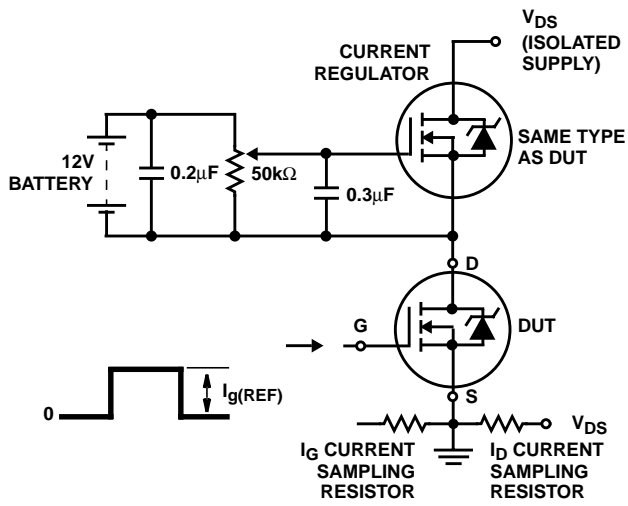 V_DS
(ISOLATED
SUPPLY)
CURRENT
REGULATOR
SAME TYPE
AS DUT
12V
BATTERY
0.2μF
50kΩ
0.3μF
D
G
DUT
I_g(REF)
0
S
V_DS
I_G CURRENT
SAMPLING
RESISTOR
I_D CURRENT
SAMPLING
RESISTOR